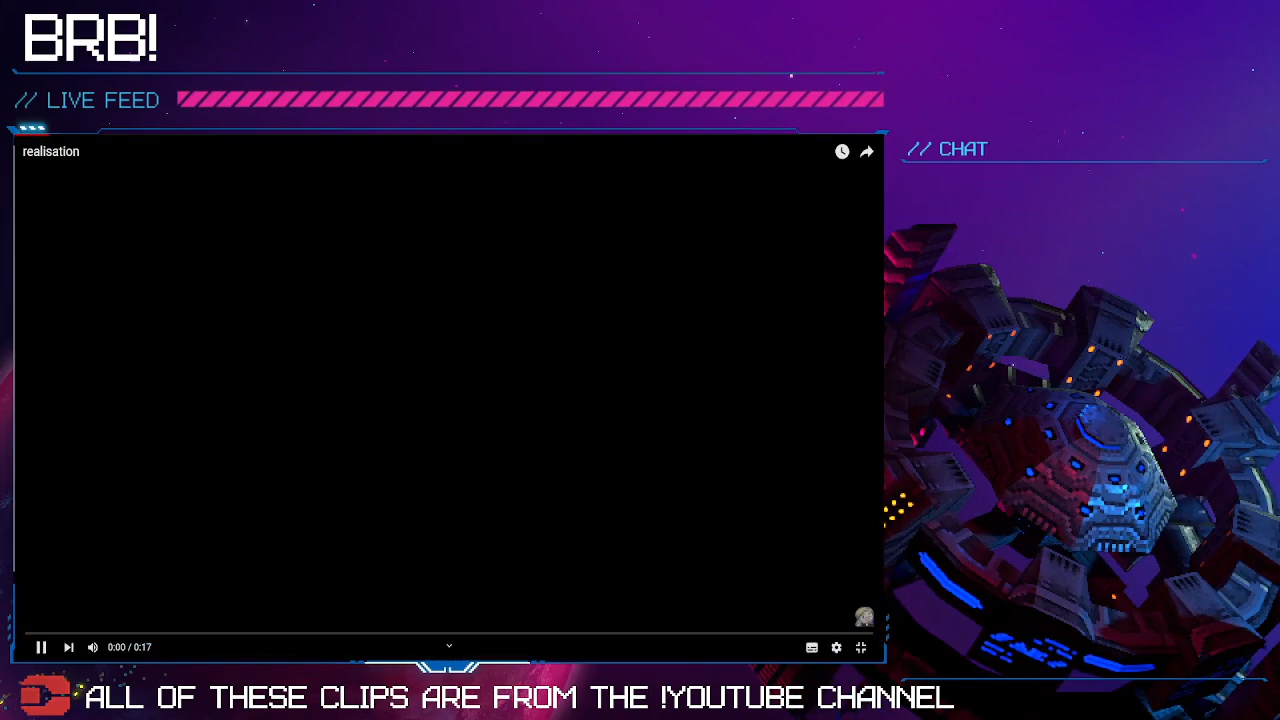 BRB!
// LIVE FEED
realisation
// CHAT
0:00 / 0:17
ALL OF THESE CLIPS ARE FROM THE !YOUTUBE CHANNEL